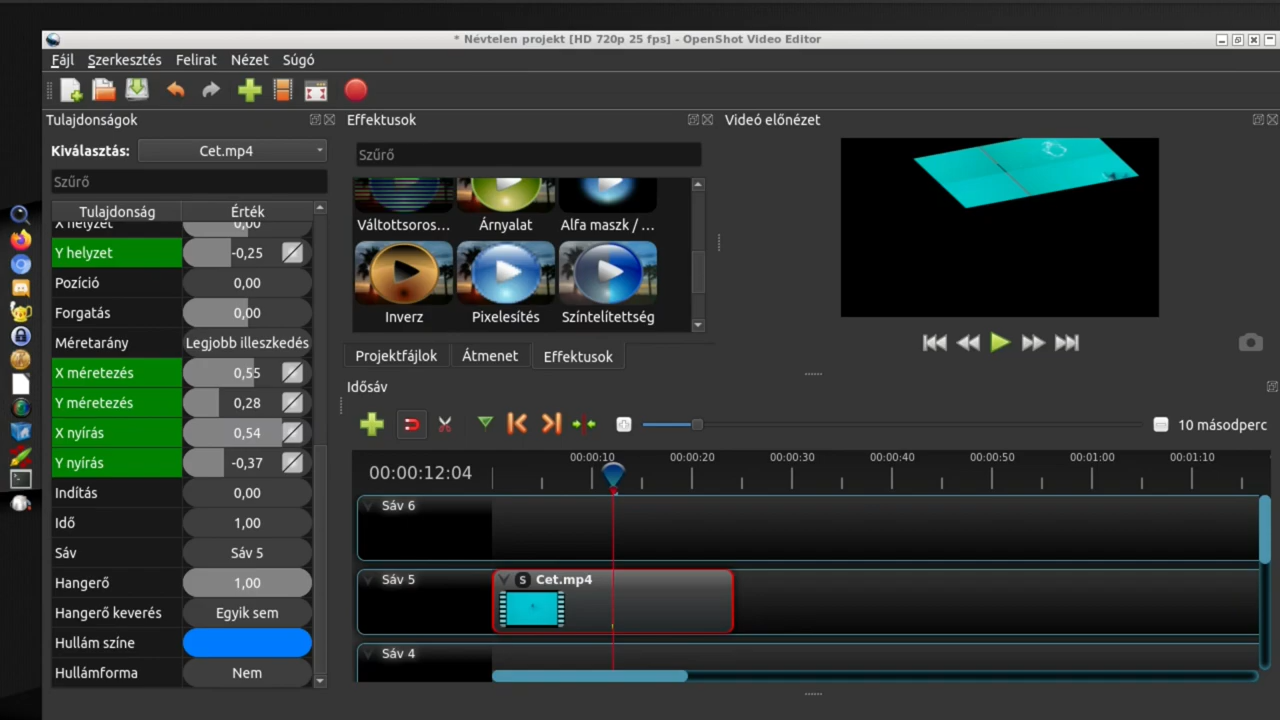 * Névtelen projekt [HD 720p 25 fps] - OpenShot Video Editor
Fájl Szerkesztés Felirat Nézet Súgó
Tulajdonságok
Kiválasztás: Cet.mp4
Szűrő
Tulajdonság Érték
X helyzet 0,00
Y helyzet -0,25
Pozíció 0,00
Forgatás 0,00
Méretarány Legjobb illeszkedés
X méretezés 0,55
Y méretezés 0,28
X nyírás 0,54
Y nyírás -0,37
Indítás 0,00
Idő 1,00
Sáv Sáv 5
Hangerő 1,00
Hangerő keverés Egyik sem
Hullám színe
Hullámforma Nem
Effektusok
Szűrő
Váltottsoros... Árnyalat Alfa maszk / ...
Inverz Pixelesítés Színtelítettség
Projektfájlok Átmenet Effektusok
Videó előnézet
Idősáv
10 másodperc
00:00:12:04
00:00:10 00:00:20 00:00:30 00:00:40 00:00:50 00:01:00 00:01:10
Sáv 6
Sáv 5
S Cet.mp4
Sáv 4